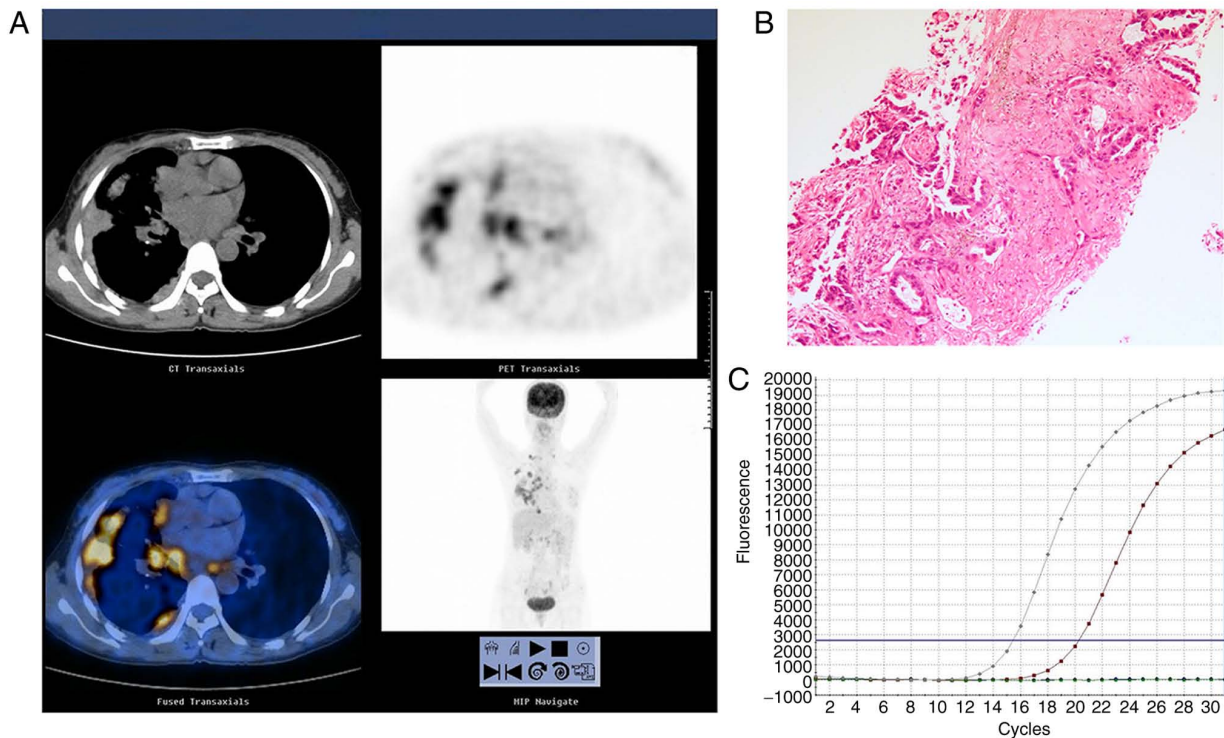 A
CT Transaxials
PET Transaxials
Fused Transaxials
MIP Navigate
B
C
Fluorescence
20000
19000
18000
17000
16000
15000
14000
13000
12000
11000
10000
9000
8000
7000
6000
5000
4000
3000
2000
1000
0
−1000
2 4 6 8 10 12 14 16 18 20 22 24 26 28 30
Cycles